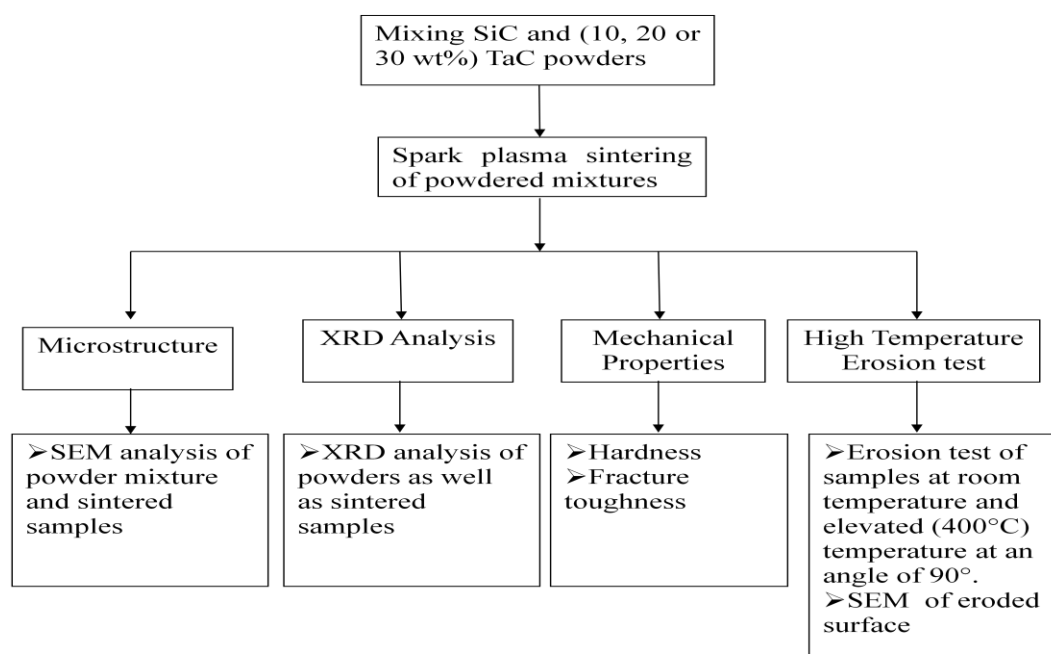 Mixing SiC and (10, 20 or
30 wt%) TaC powders
Spark plasma sintering
of powdered mixtures
Microstructure
XRD Analysis
Mechanical
Properties
High Temperature
Erosion test
➢SEM analysis of
powder mixture
and sintered
samples
➢XRD analysis of
powders as well
as sintered
samples
➢Hardness
➢Fracture
toughness
➢Erosion test of
samples at room
temperature and
elevated (400°C)
temperature at an
angle of 90°.
➢SEM of eroded
surface